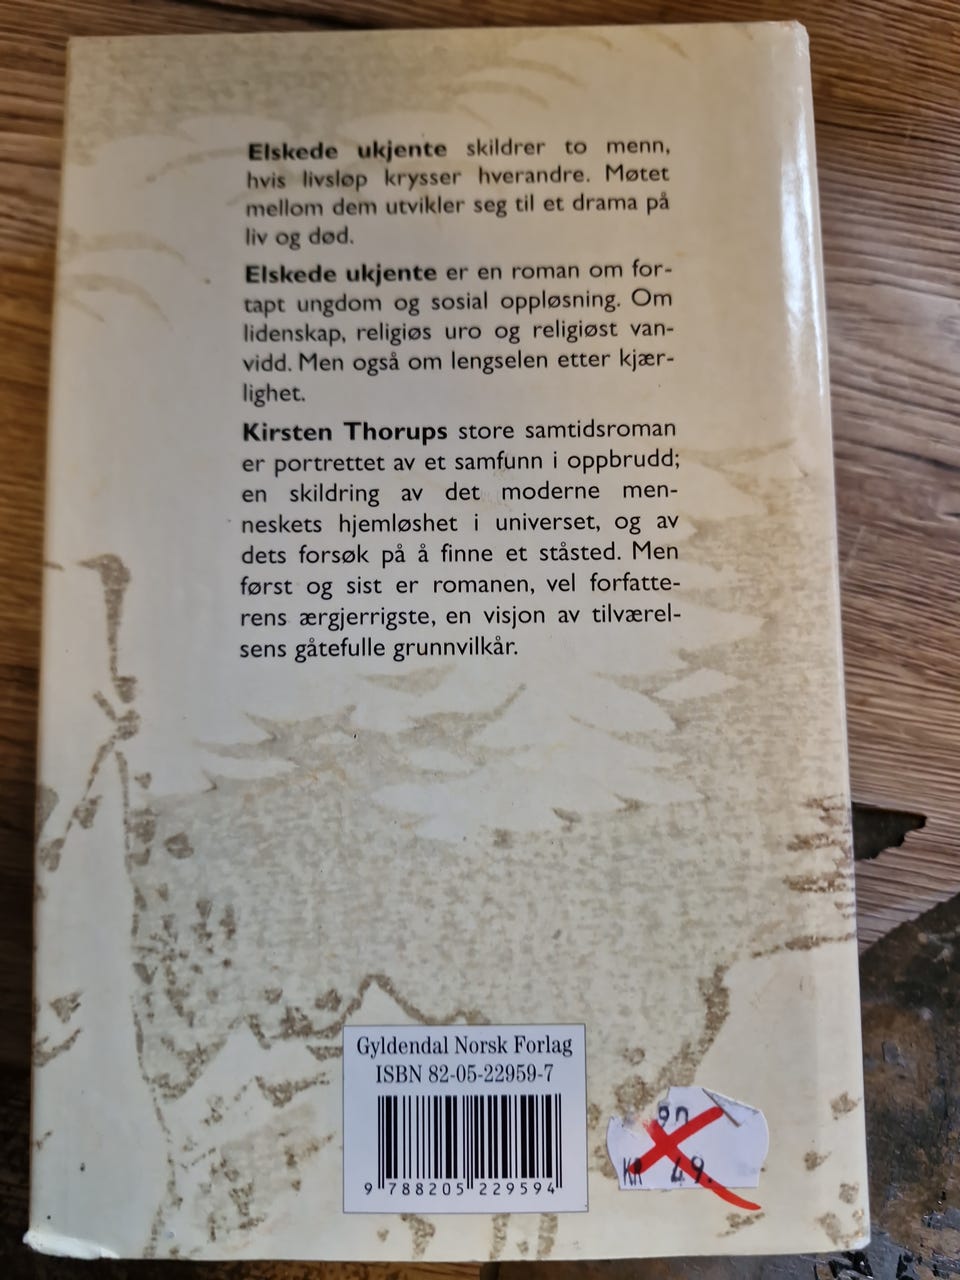 Elskede ukjente skildrer to menn,
hvis livsløp krysser hverandre. Møtet
mellom dem utvikler seg til et drama på
liv og død.
Elskede ukjente er en roman om for-
tapt ungdom og sosial oppløsning. Om
lidenskap, religiøs uro og religiøst van-
vidd. Men også om lengselen etter kjær-
lighet.
Kirsten Thorups store samtidsroman
er portrettet av et samfunn i oppbrudd;
en skildring av det moderne men-
neskets hjemløshet i universet, og av
dets forsøk på å finne et ståsted. Men
først og sist er romanen, vel forfatte-
rens ærgjerrigste, en visjon av tilværel-
sens gåtefulle grunnvilkår.
Gyldendal Norsk Forlag
ISBN 82-05-22959-7
9 788205 229594
KR 49.